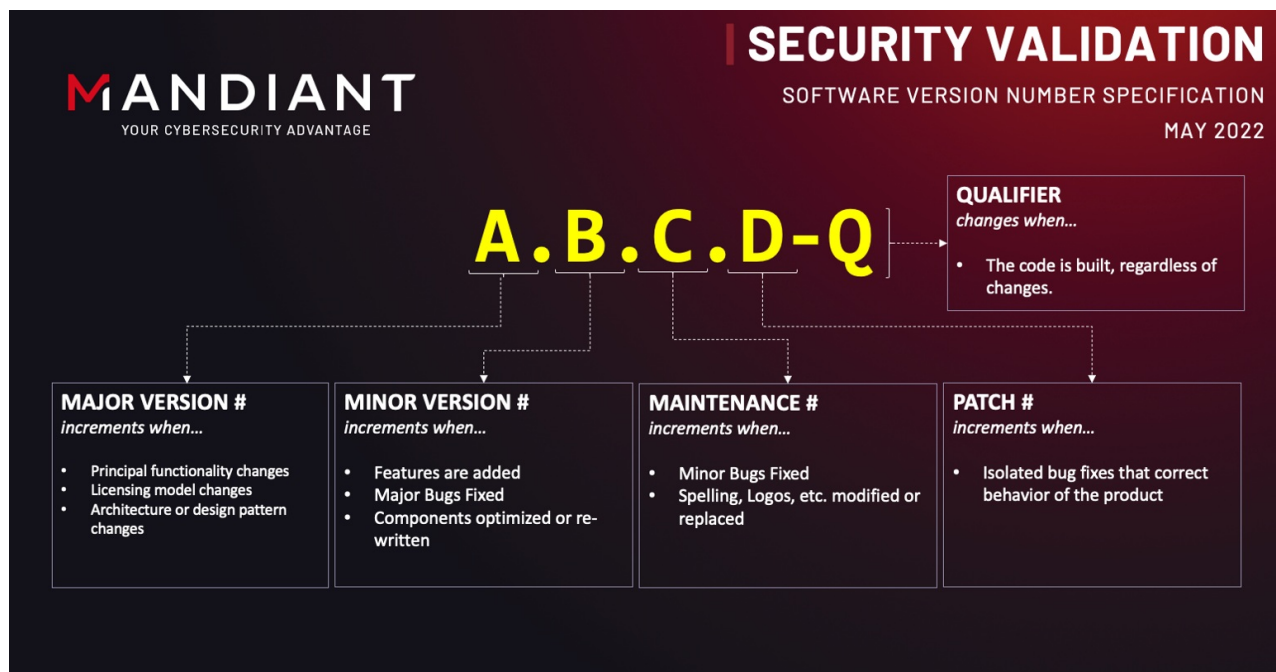 SECURITY VALIDATION
MANDIANT
SOFTWARE VERSION NUMBER SPECIFICATION
YOUR CYBERSECURITY ADVANTAGE
MAY 2022
A.B.C.D-Q
QUALIFIER
changes when...
• The code is built, regardless of
changes.
MAJOR VERSION #
increments when...
• Principal functionality changes
• Licensing model changes
• Architecture or design pattern
changes
MINOR VERSION #
increments when...
• Features are added
• Major Bugs Fixed
• Components optimized or re-
written
MAINTENANCE #
increments when...
• Minor Bugs Fixed
• Spelling, Logos, etc. modified or
replaced
PATCH #
increments when...
• Isolated bug fixes that correct
behavior of the product